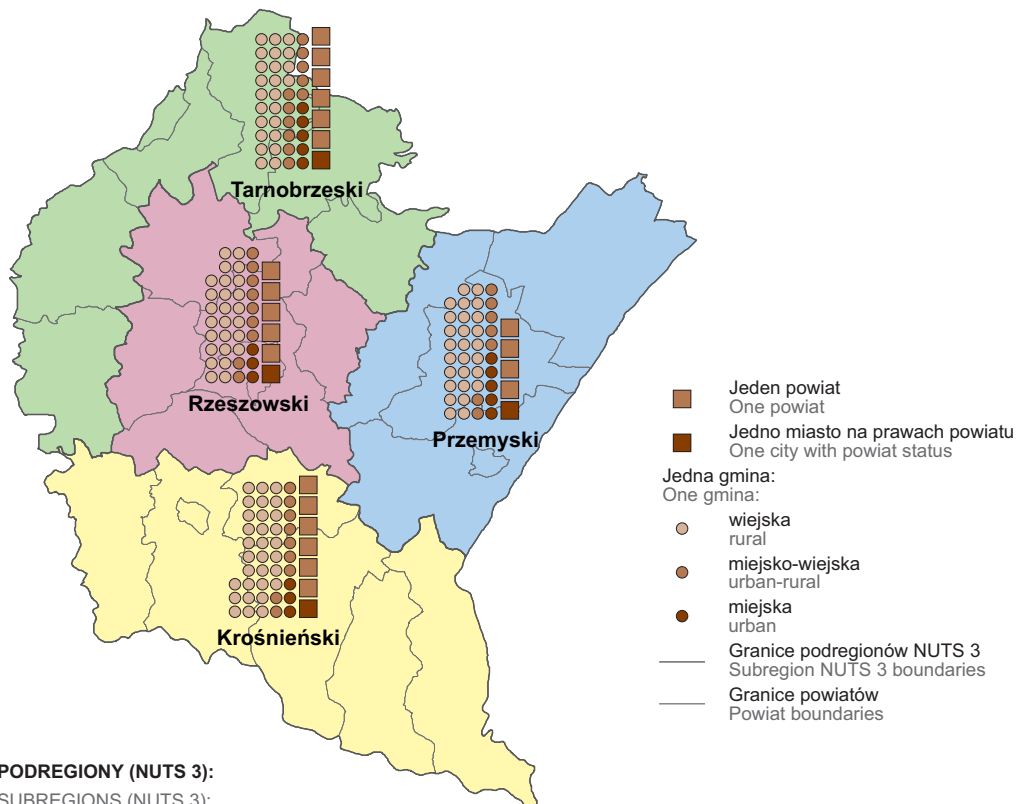 Tarnobrzeski
Rzeszowski
Przemyski
Krośnieński
Jeden powiat
One powiat
Jedno miasto na prawach powiatu
One city with powiat status
Jedna gmina:
One gmina:
wiejska
rural
miejsko-wiejska
urban-rural
miejska
urban
Granice podregionów NUTS 3
Subregion NUTS 3 boundaries
Granice powiatów
Powiat boundaries
PODREGIONY (NUTS 3):
SUBREGIONS (NUTS 3):